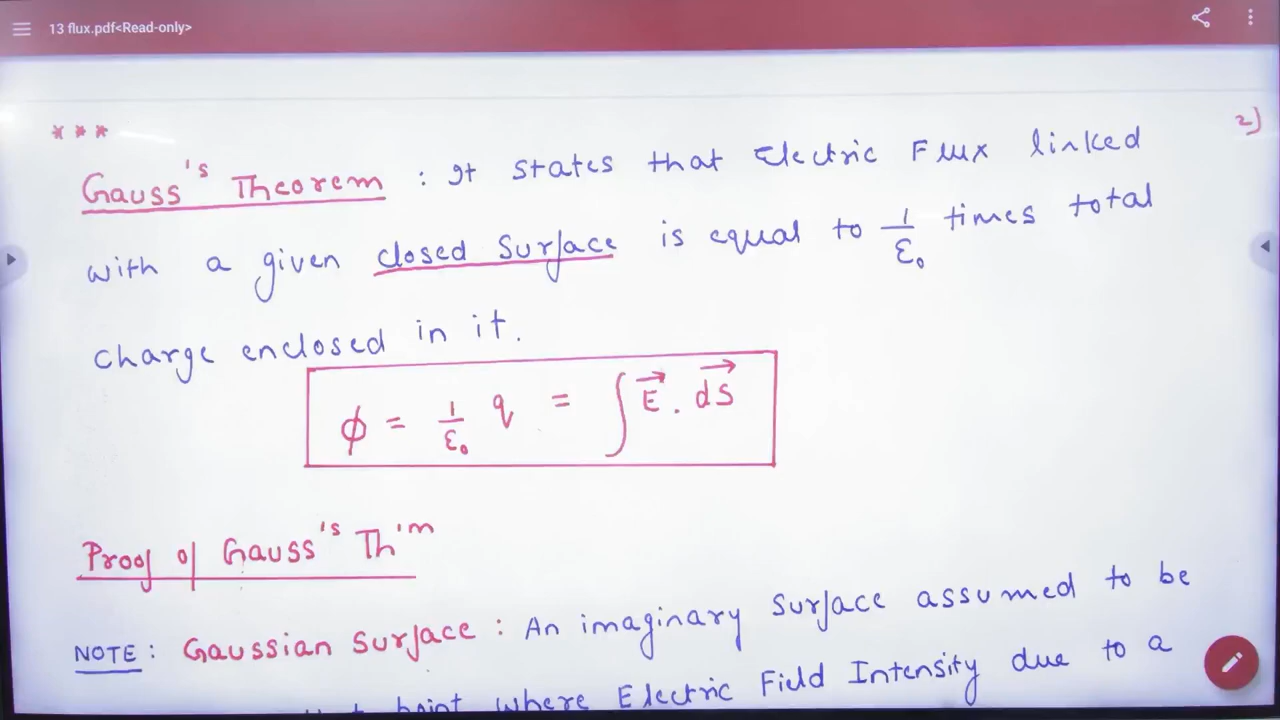 13 flux.pdf<Read-only>
***
2)
Gauss's Theorem : It states that Electric Flux linked
with a given closed Surface is equal to 1/ε₀ times total
charge enclosed in it.
ϕ = 1/ε₀ q = ∫E⃗ . dS⃗
Proof of Gauss's Th'm
NOTE : Gaussian Surface : An imaginary Surface assumed to be
point where Electric Field Intensity due to a